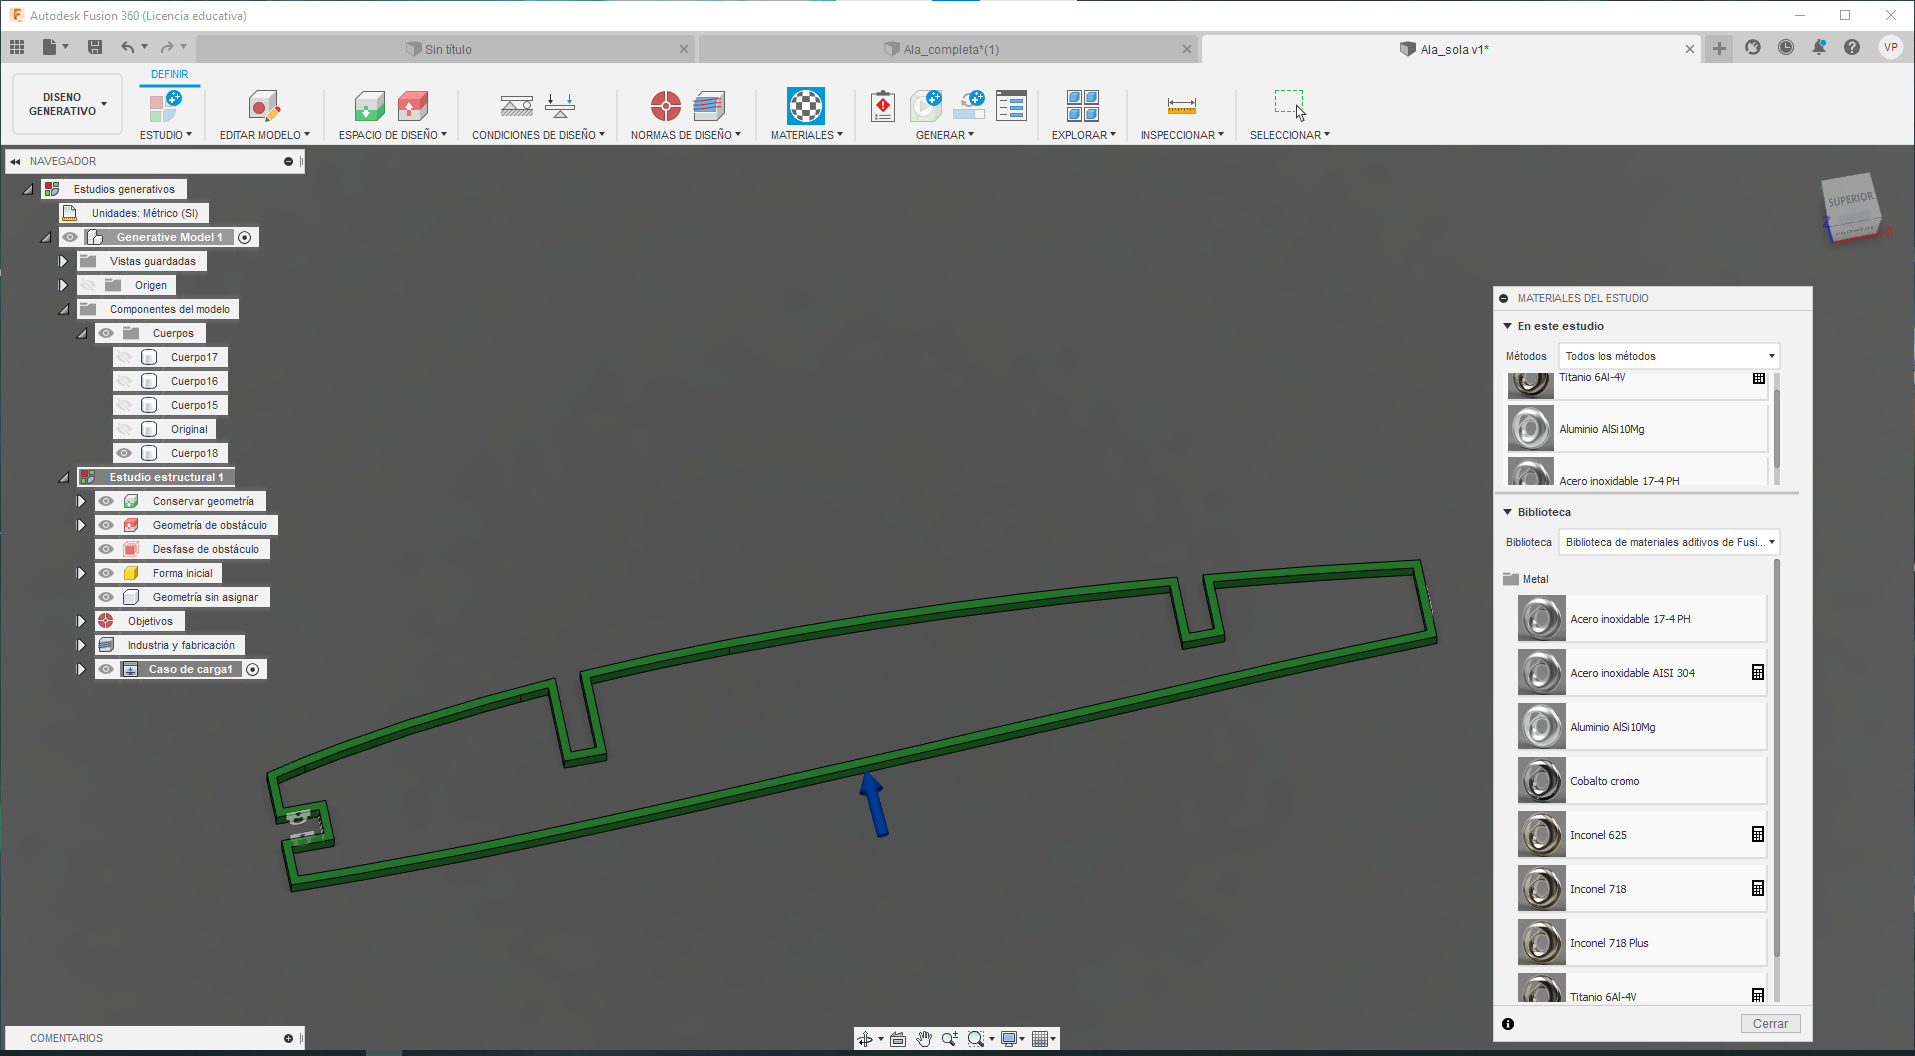 Autodesk Fusion 360 (Licencia educativa)
Sin título
Ala_completa*(1)
Ala_sola v1*
VP
DISEÑO GENERATIVO
DEFINIR
ESTUDIO
EDITAR MODELO
ESPACIO DE DISEÑO
CONDICIONES DE DISEÑO
NORMAS DE DISEÑO
MATERIALES
GENERAR
EXPLORAR
INSPECCIONAR
SELECCIONAR
NAVEGADOR
Estudios generativos
Unidades: Métrico (SI)
Generative Model 1
Vistas guardadas
Origen
Componentes del modelo
Cuerpos
Cuerpo17
Cuerpo16
Cuerpo15
Original
Cuerpo18
Estudio estructural 1
Conservar geometría
Geometría de obstáculo
Desfase de obstáculo
Forma inicial
Geometría sin asignar
Objetivos
Industria y fabricación
Caso de carga1
SUPERIOR
Z
X
MATERIALES DEL ESTUDIO
En este estudio
Métodos
Todos los métodos
Titanio 6Al-4V
Aluminio AlSi10Mg
Acero inoxidable 17-4 PH
Biblioteca
Biblioteca
Biblioteca de materiales aditivos de Fusi...
Metal
Acero inoxidable 17-4 PH
Acero inoxidable AISI 304
Aluminio AlSi10Mg
Cobalto cromo
Inconel 625
Inconel 718
Inconel 718 Plus
Titanio 6Al-4V
Cerrar
COMENTARIOS